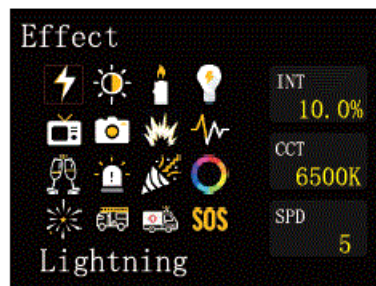 Effect
INT
10.0%
CCT
6500K
SPD
5
SOS
Lightning